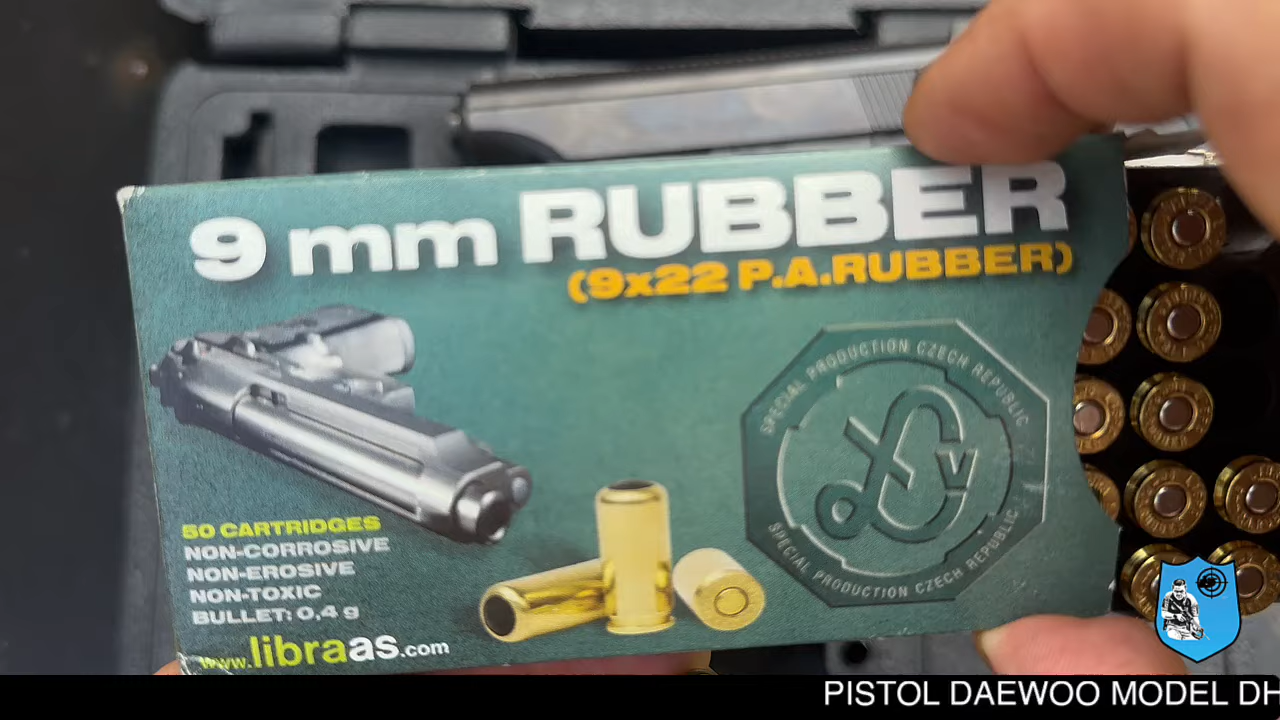 9 mm RUBBER
(9x22 P.A.RUBBER)
SPECIAL PRODUCTION CZECH REPUBLIC
SPECIAL PRODUCTION CZECH REPUBLIC
50 CARTRIDGES
NON-CORROSIVE
NON-EROSIVE
NON-TOXIC
BULLET: 0,4 g
www.libraas.com
PISTOL DAEWOO MODEL DH